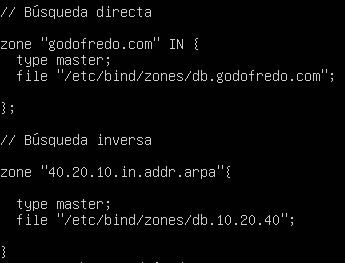 // Búsqueda directa
zone "godofredo.com" IN {
type master;
file "/etc/bind/zones/db.godofredo.com";
};
// Búsqueda inversa
zone "40.20.10.in.addr.arpa"{
type master;
file "/etc/bind/zones/db.10.20.40";
}